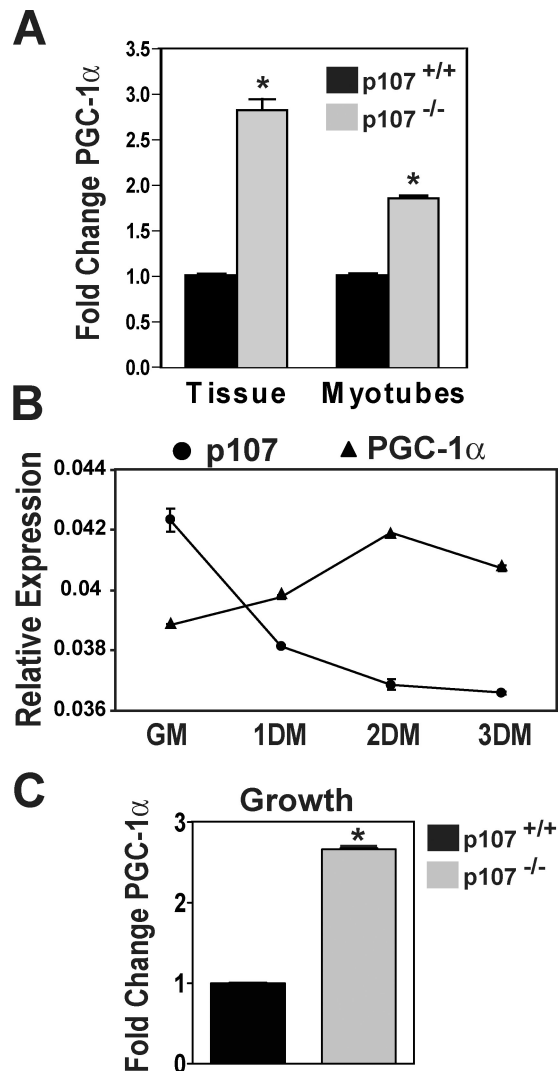 A
Fold Change PGC-1α
3.5
3.0
2.5
2.0
1.5
1.0
0.5
0.0
*
*
p107 +/+
p107 -/-
Tissue Myotubes
B
p107 PGC-1α
Relative Expression
0.044
0.042
0.04
0.038
0.036
GM 1DM 2DM 3DM
C
Growth
Fold Change PGC-1α
3
2
1
0
*
p107 +/+
p107 -/-